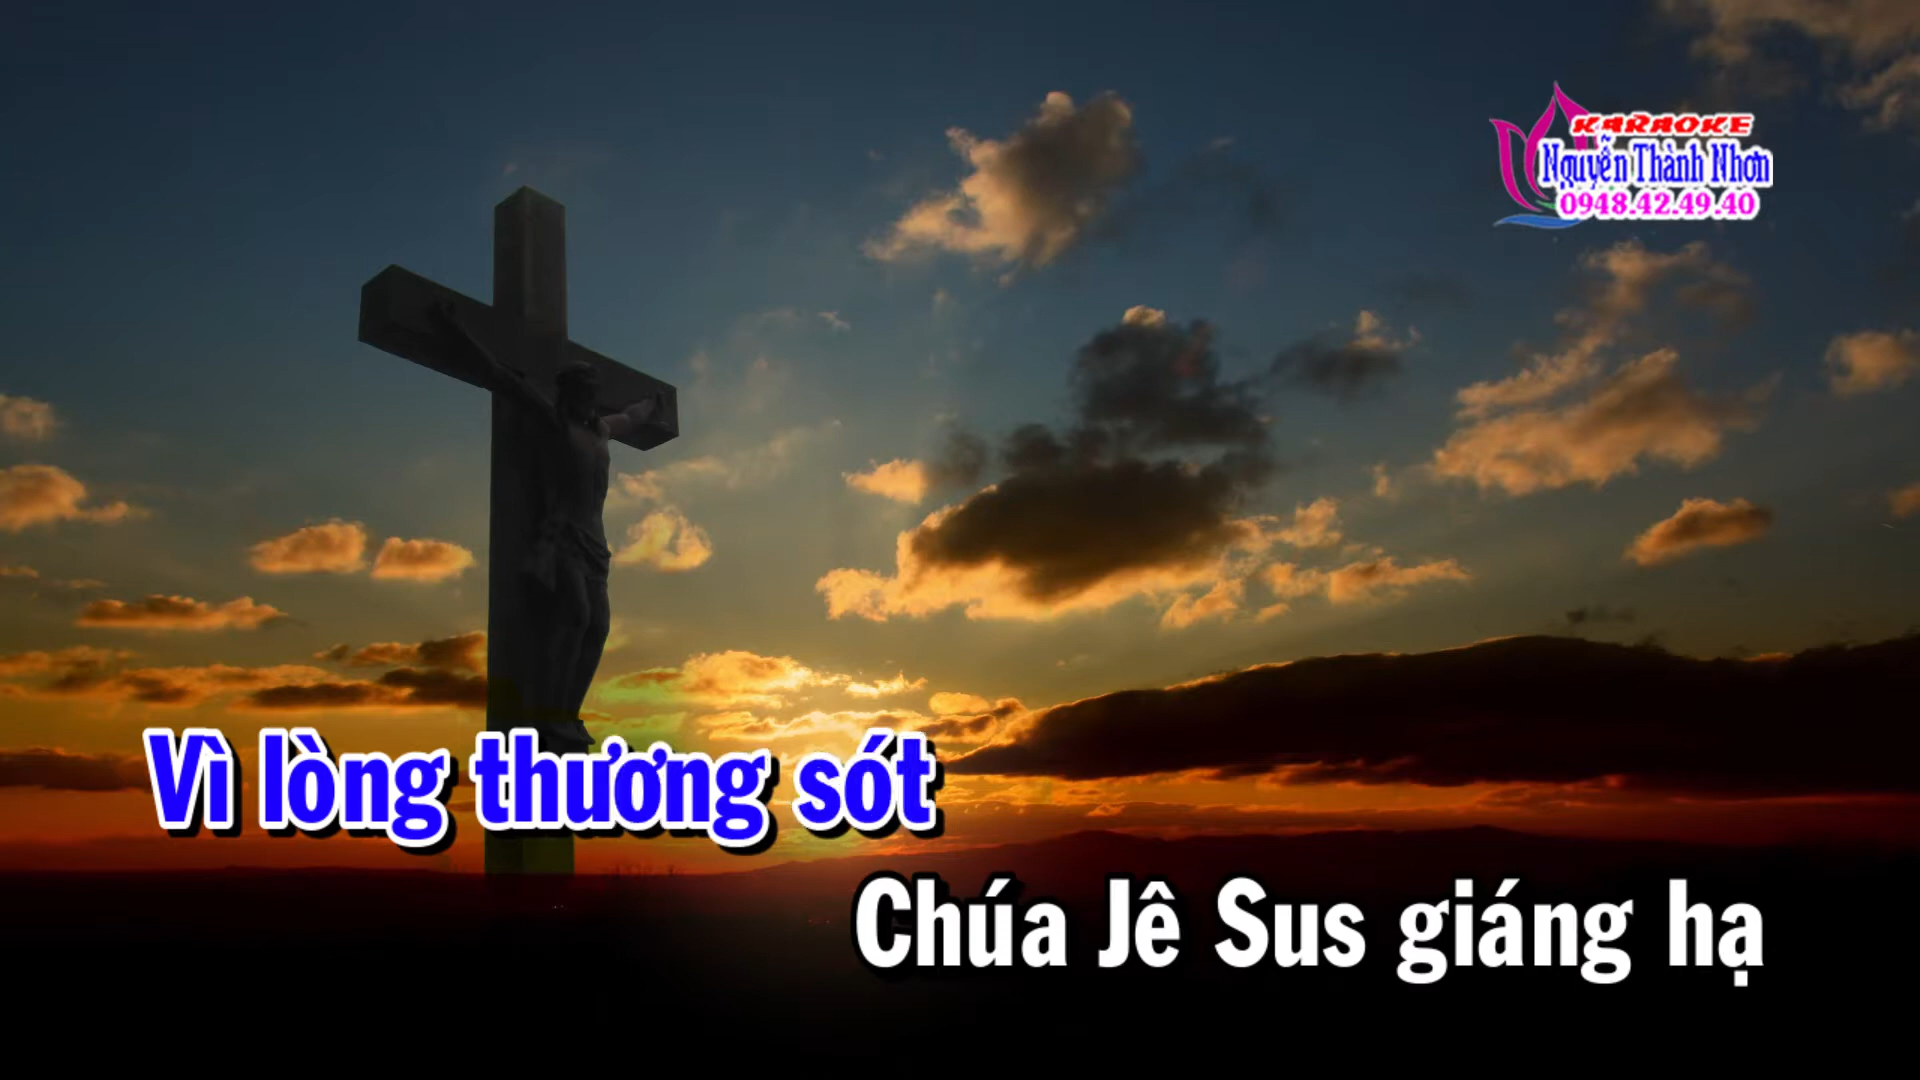 KARAOKE
Nguyễn Thành Nhơn
0948.42.49.40
Vì lòng thương sót
Chúa Jê Sus giáng hạ